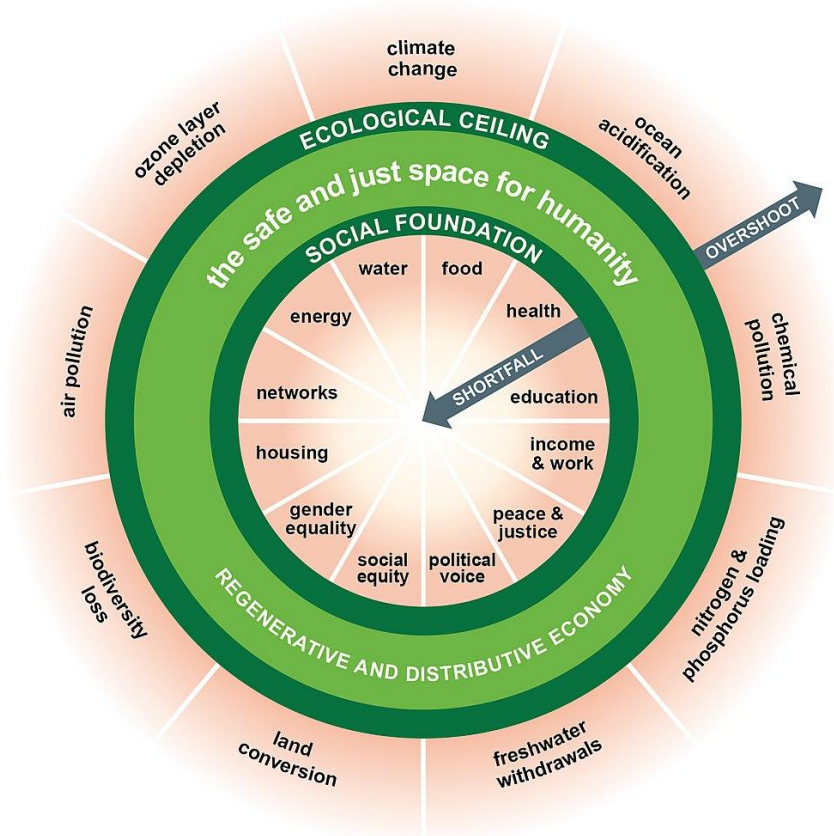 climate
change
ozone layer
depletion
ocean
acidification
ECOLOGICAL CEILING
the safe and just space for humanity
OVERSHOOT
SOCIAL FOUNDATION
water
food
energy
health
air pollution
SHORTFALL
chemical
pollution
networks
education
housing
income
& work
gender
equality
peace &
justice
social
equity
political
voice
biodiversity
loss
nitrogen &
phosphorus loading
REGENERATIVE AND DISTRIBUTIVE ECONOMY
land
conversion
freshwater
withdrawals